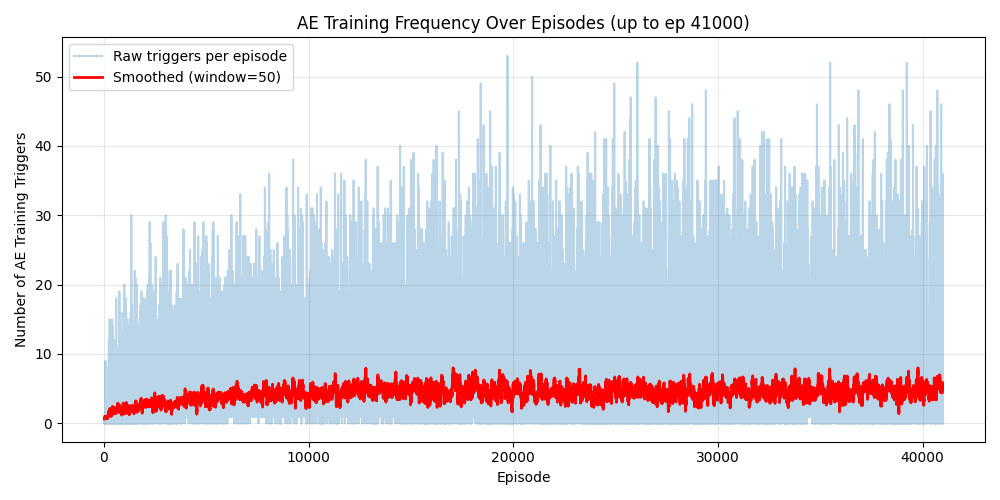 AE Training Frequency Over Episodes (up to ep 41000)
Raw triggers per episode
Smoothed (window=50)
Number of AE Training Triggers
50
40
30
20
10
0
0 10000 20000 30000 40000
Episode